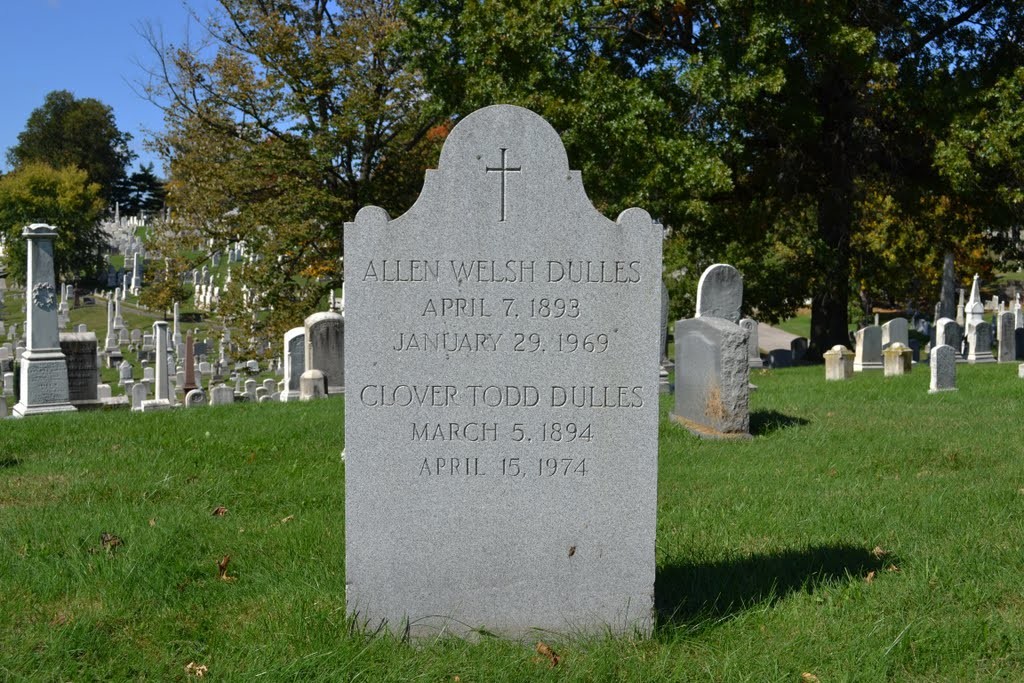 ALLEN WELSH DULLES
APRIL 7, 1893
JANUARY 29, 1969
CLOVER TODD DULLES
MARCH 5, 1894
APRIL 15, 1974